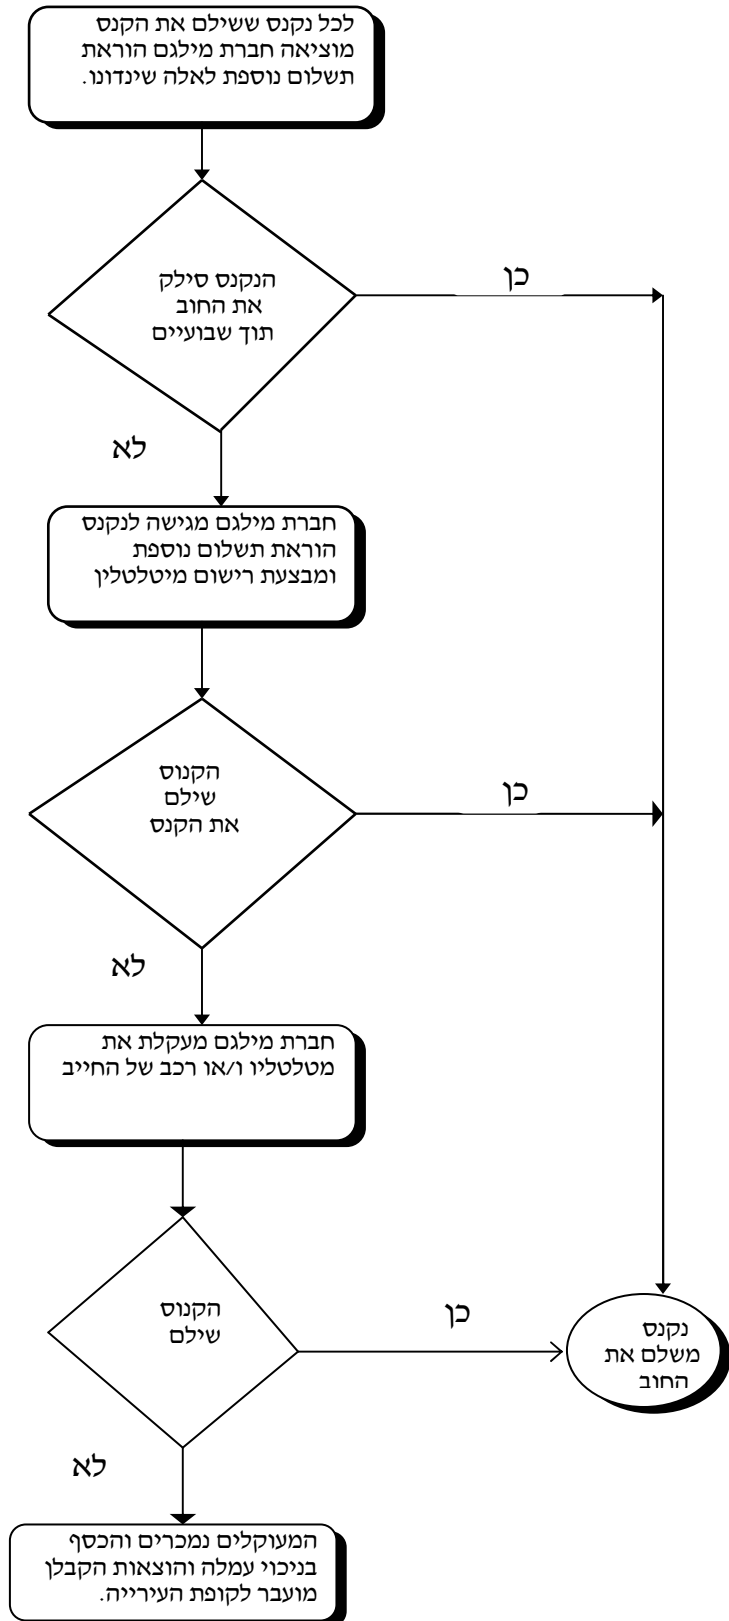 לכל נקנס ששילם את הקנס
מוציאה חברת מילגם הוראת
תשלום נוספת לאלה שינדונו.
הנקנס סילק
את החוב
תוך שבועיים
כן
לא
חברת מילגם מגישה לנקנס
הוראת תשלום נוספת
ומבצעת רישום מיטלטלין
הקנוס
שילם
את הקנס
כן
לא
חברת מילגם מעקלת את
מטלטליו ו/או רכב של החייב
הקנוס
שילם
כן
נקנס
משלם את
החוב
לא
המעוקלים נמכרים והכסף
בניכוי עמלה והוצאות הקבלן
מועבר לקופת העירייה.